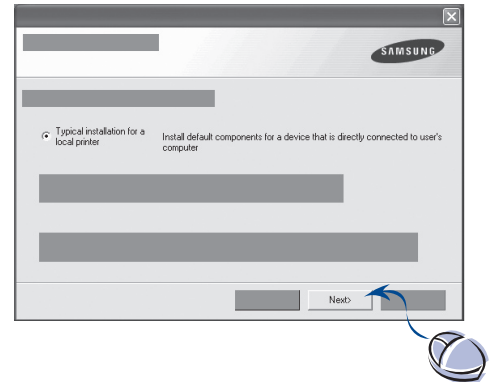 SAMSUNG
Typical installation for a
local printer
Install default components for a device that is directly connected to user's
computer
Next>